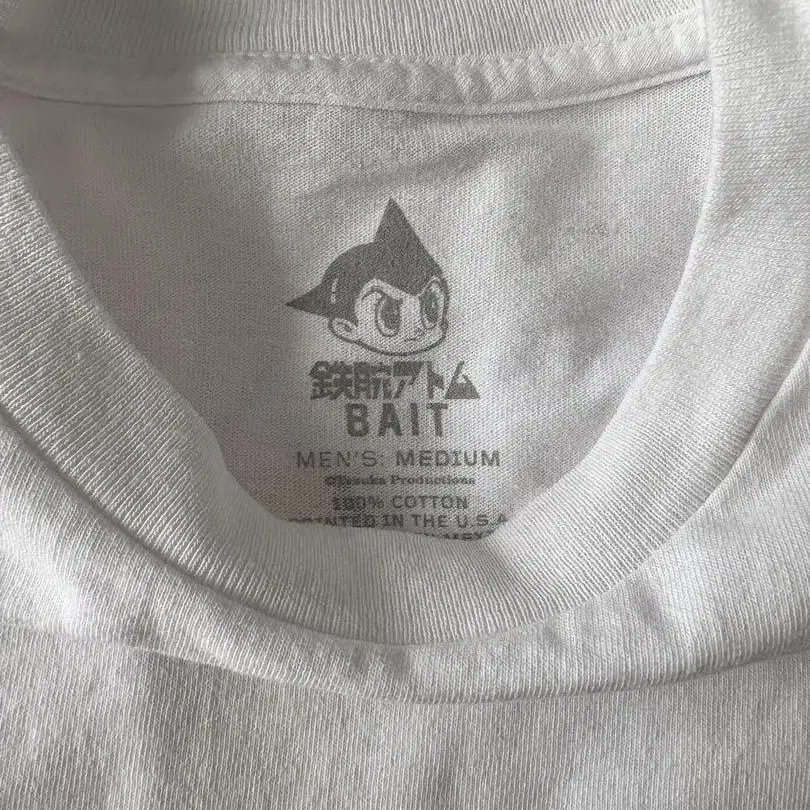 鉄腕アトム
BAIT
MEN'S: MEDIUM
©Tezuka Productions
100% COTTON
PRINTED IN THE U.S.A